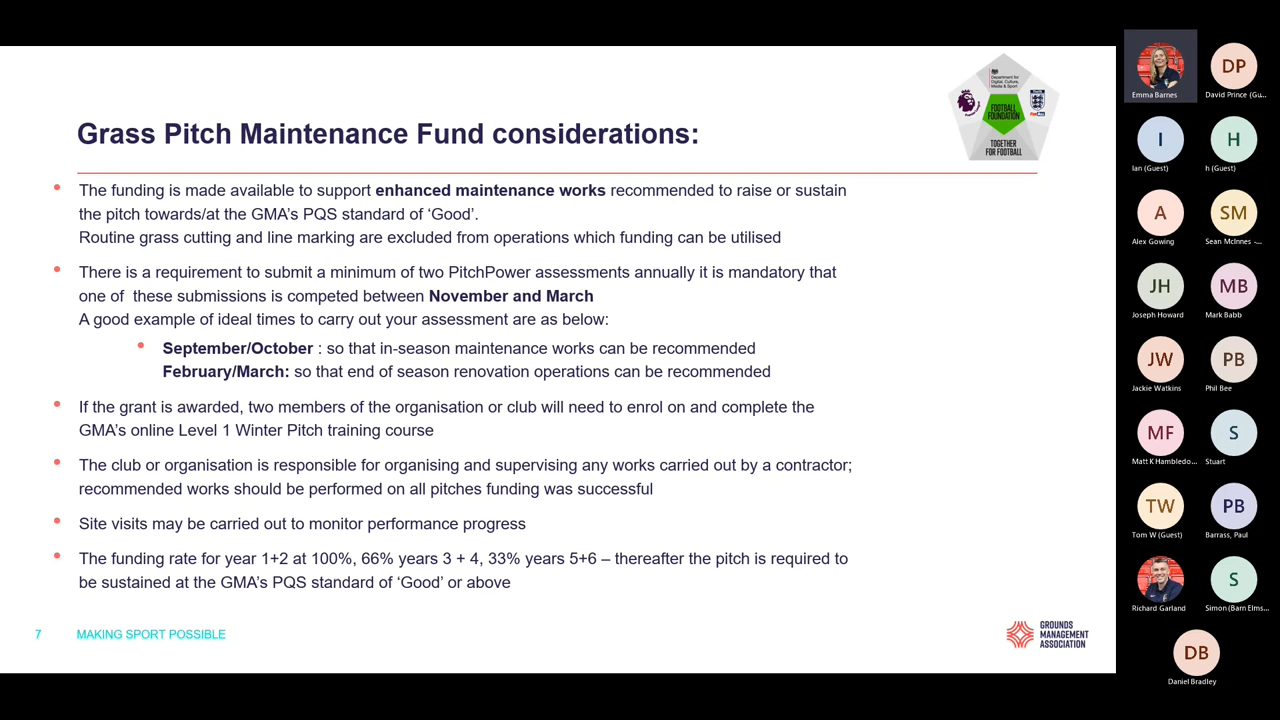 Grass Pitch Maintenance Fund considerations:
Department for
Digital, Culture,
Media & Sport
FOOTBALL
FOUNDATION
TOGETHER
FOR FOOTBALL
• The funding is made available to support enhanced maintenance works recommended to raise or sustain
the pitch towards/at the GMA's PQS standard of ‘Good’.
Routine grass cutting and line marking are excluded from operations which funding can be utilised
• There is a requirement to submit a minimum of two PitchPower assessments annually it is mandatory that
one of  these submissions is competed between November and March
A good example of ideal times to carry out your assessment are as below:
• September/October : so that in-season maintenance works can be recommended
February/March: so that end of season renovation operations can be recommended
• If the grant is awarded, two members of the organisation or club will need to enrol on and complete the
GMA's online Level 1 Winter Pitch training course
• The club or organisation is responsible for organising and supervising any works carried out by a contractor;
recommended works should be performed on all pitches funding was successful
• Site visits may be carried out to monitor performance progress
• The funding rate for year 1+2 at 100%, 66% years 3 + 4, 33% years 5+6 – thereafter the pitch is required to
be sustained at the GMA's PQS standard of ‘Good’ or above
7 MAKING SPORT POSSIBLE
GROUNDS
MANAGEMENT
ASSOCIATION
Emma Barnes
DP
David Prince (Gu...
I
Ian (Guest)
H
h (Guest)
A
Alex Gowing
SM
Sean McInnes -...
JH
Joseph Howard
MB
Mark Babb
JW
Jackie Watkins
PB
Phil Bee
MF
Matt K Hambledo...
S
Stuart
TW
Tom W (Guest)
PB
Barrass, Paul
Richard Garland
S
Simon (Barn Elms...
DB
Daniel Bradley